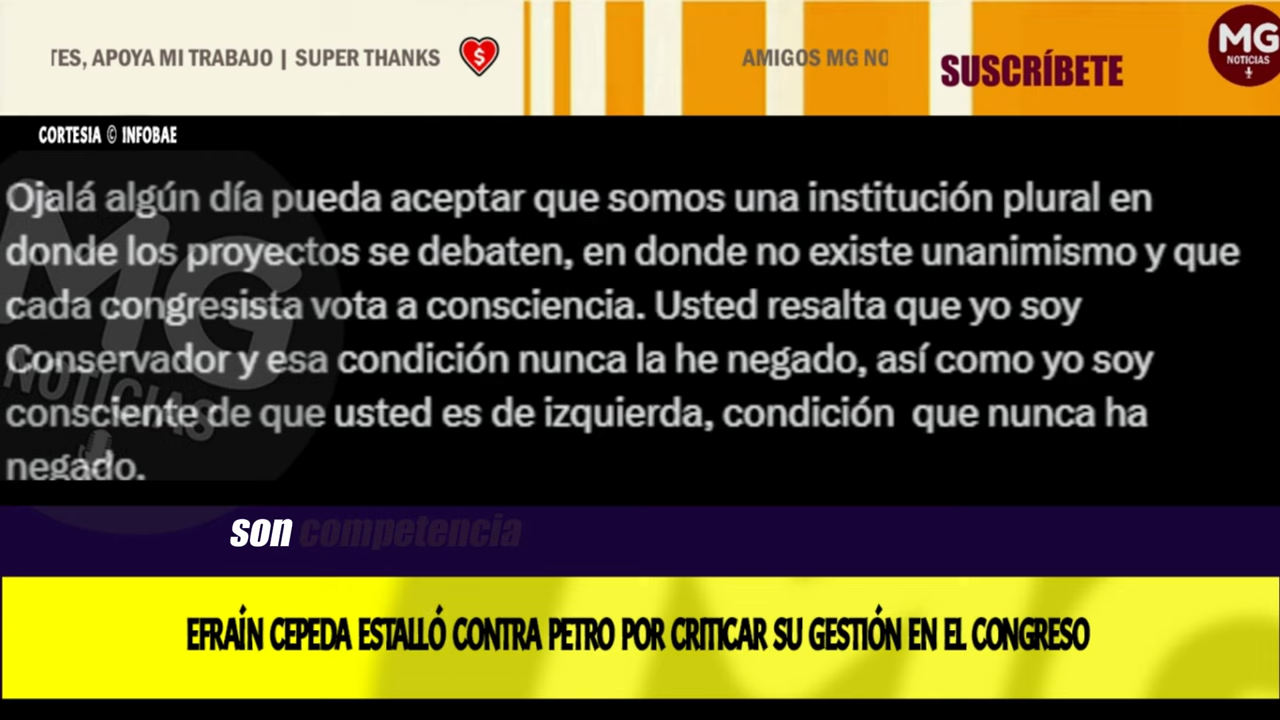 TES, APOYA MI TRABAJO | SUPER THANKS
AMIGOS MG NO
SUSCRÍBETE
MG
NOTICIAS
CORTESIA © INFOBAE
Ojalá algún día pueda aceptar que somos una institución plural en
donde los proyectos se debaten, en donde no existe unanimismo y que
cada congresista vota a consciencia. Usted resalta que yo soy
Conservador y esa condición nunca la he negado, así como yo soy
consciente de que usted es de izquierda, condición que nunca ha
negado.
MG
NOTICIAS
son competencia
EFRAÍN CEPEDA ESTALLÓ CONTRA PETRO POR CRITICAR SU GESTIÓN EN EL CONGRESO